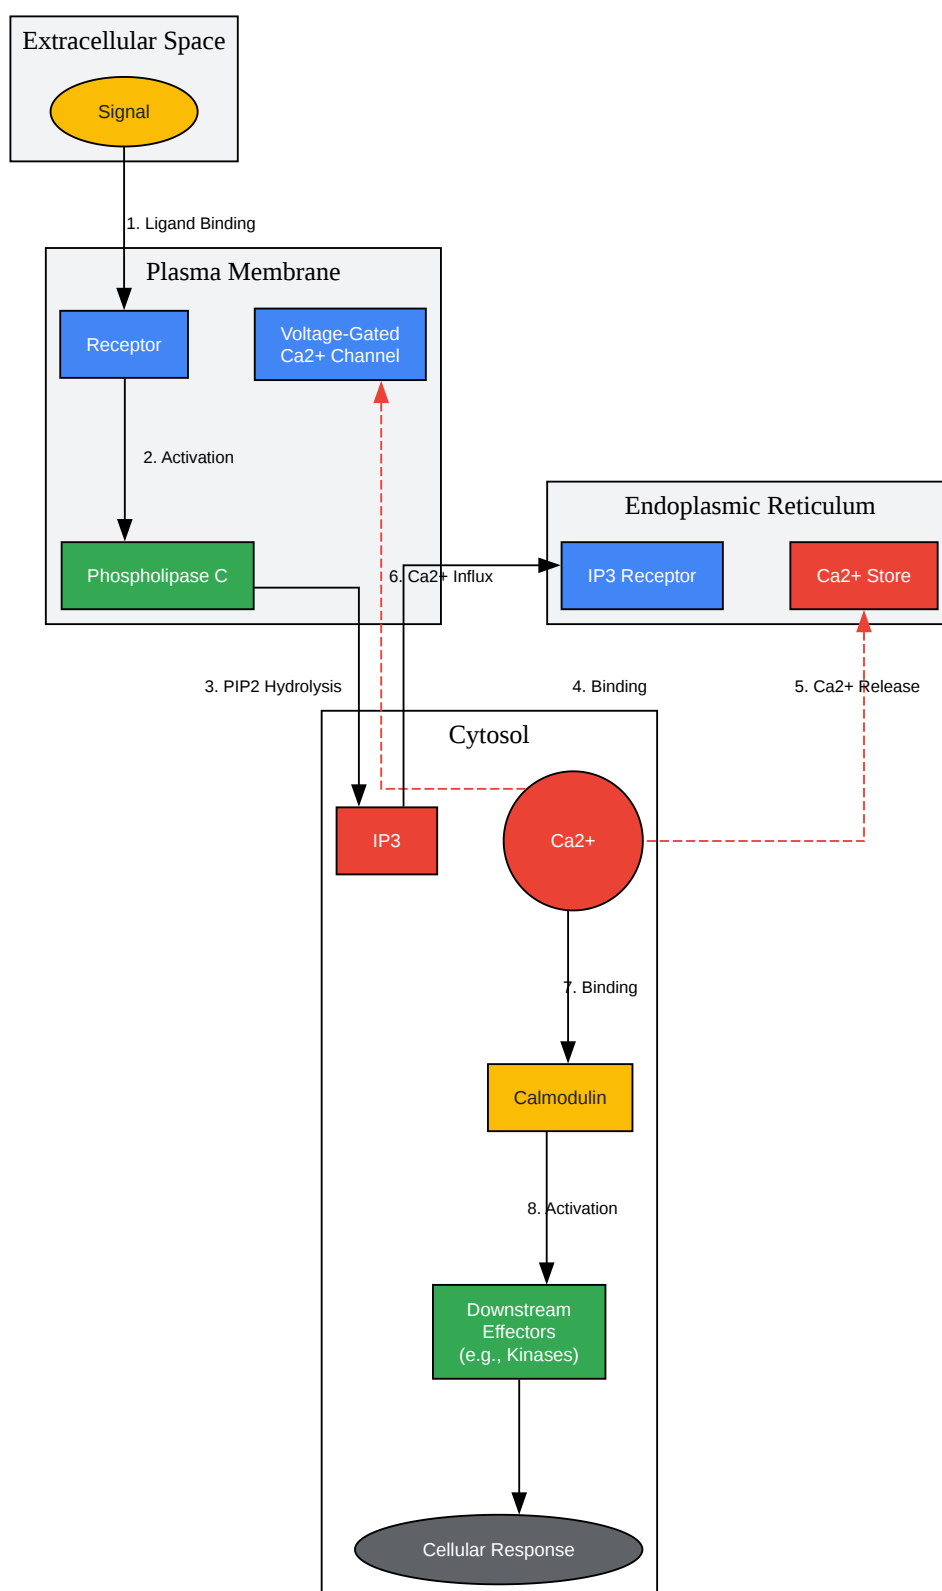 Extracellular Space
Signal
1. Ligand Binding
Plasma Membrane
Receptor
Voltage-Gated
Ca2+ Channel
2. Activation
Phospholipase C
6. Ca2+ Influx
Endoplasmic Reticulum
IP3 Receptor
Ca2+ Store
3. PIP2 Hydrolysis
4. Binding
5. Ca2+ Release
Cytosol
IP3
Ca2+
7. Binding
Calmodulin
8. Activation
Downstream
Effectors
(e.g., Kinases)
Cellular Response